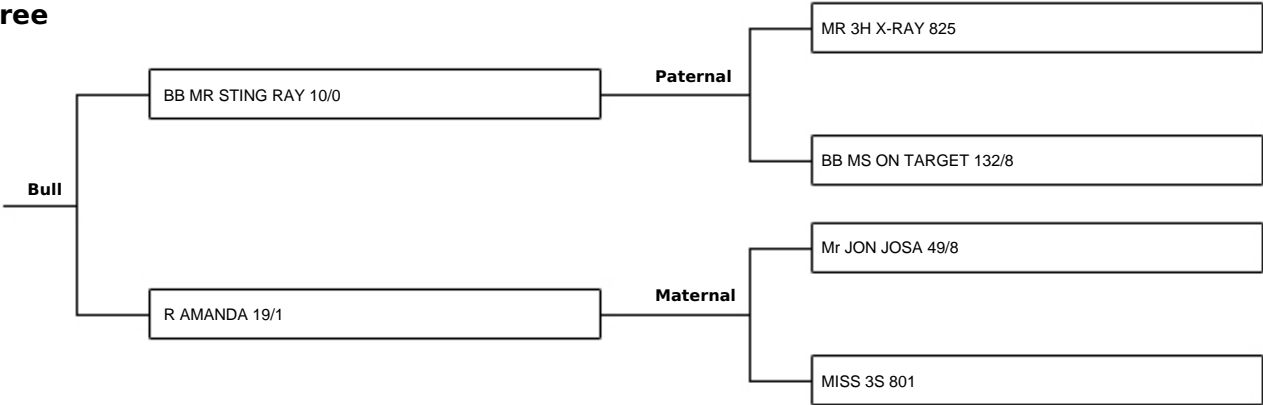 ree
MR 3H X-RAY 825
Paternal
BB MR STING RAY 10/0
BB MS ON TARGET 132/8
Bull
Mr JON JOSA 49/8
Maternal
R AMANDA 19/1
MISS 3S 801